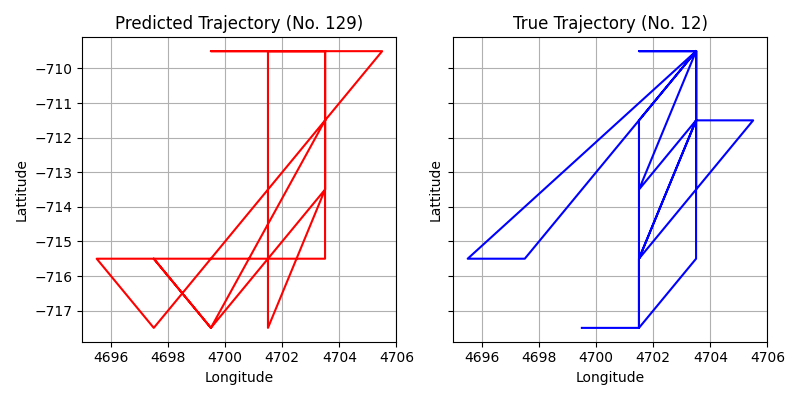 Predicted Trajectory (No. 129)
Lattitude
−710
−711
−712
−713
−714
−715
−716
−717
4696 4698 4700 4702 4704 4706
Longitude
True Trajectory (No. 12)
Lattitude
4696 4698 4700 4702 4704 4706
Longitude